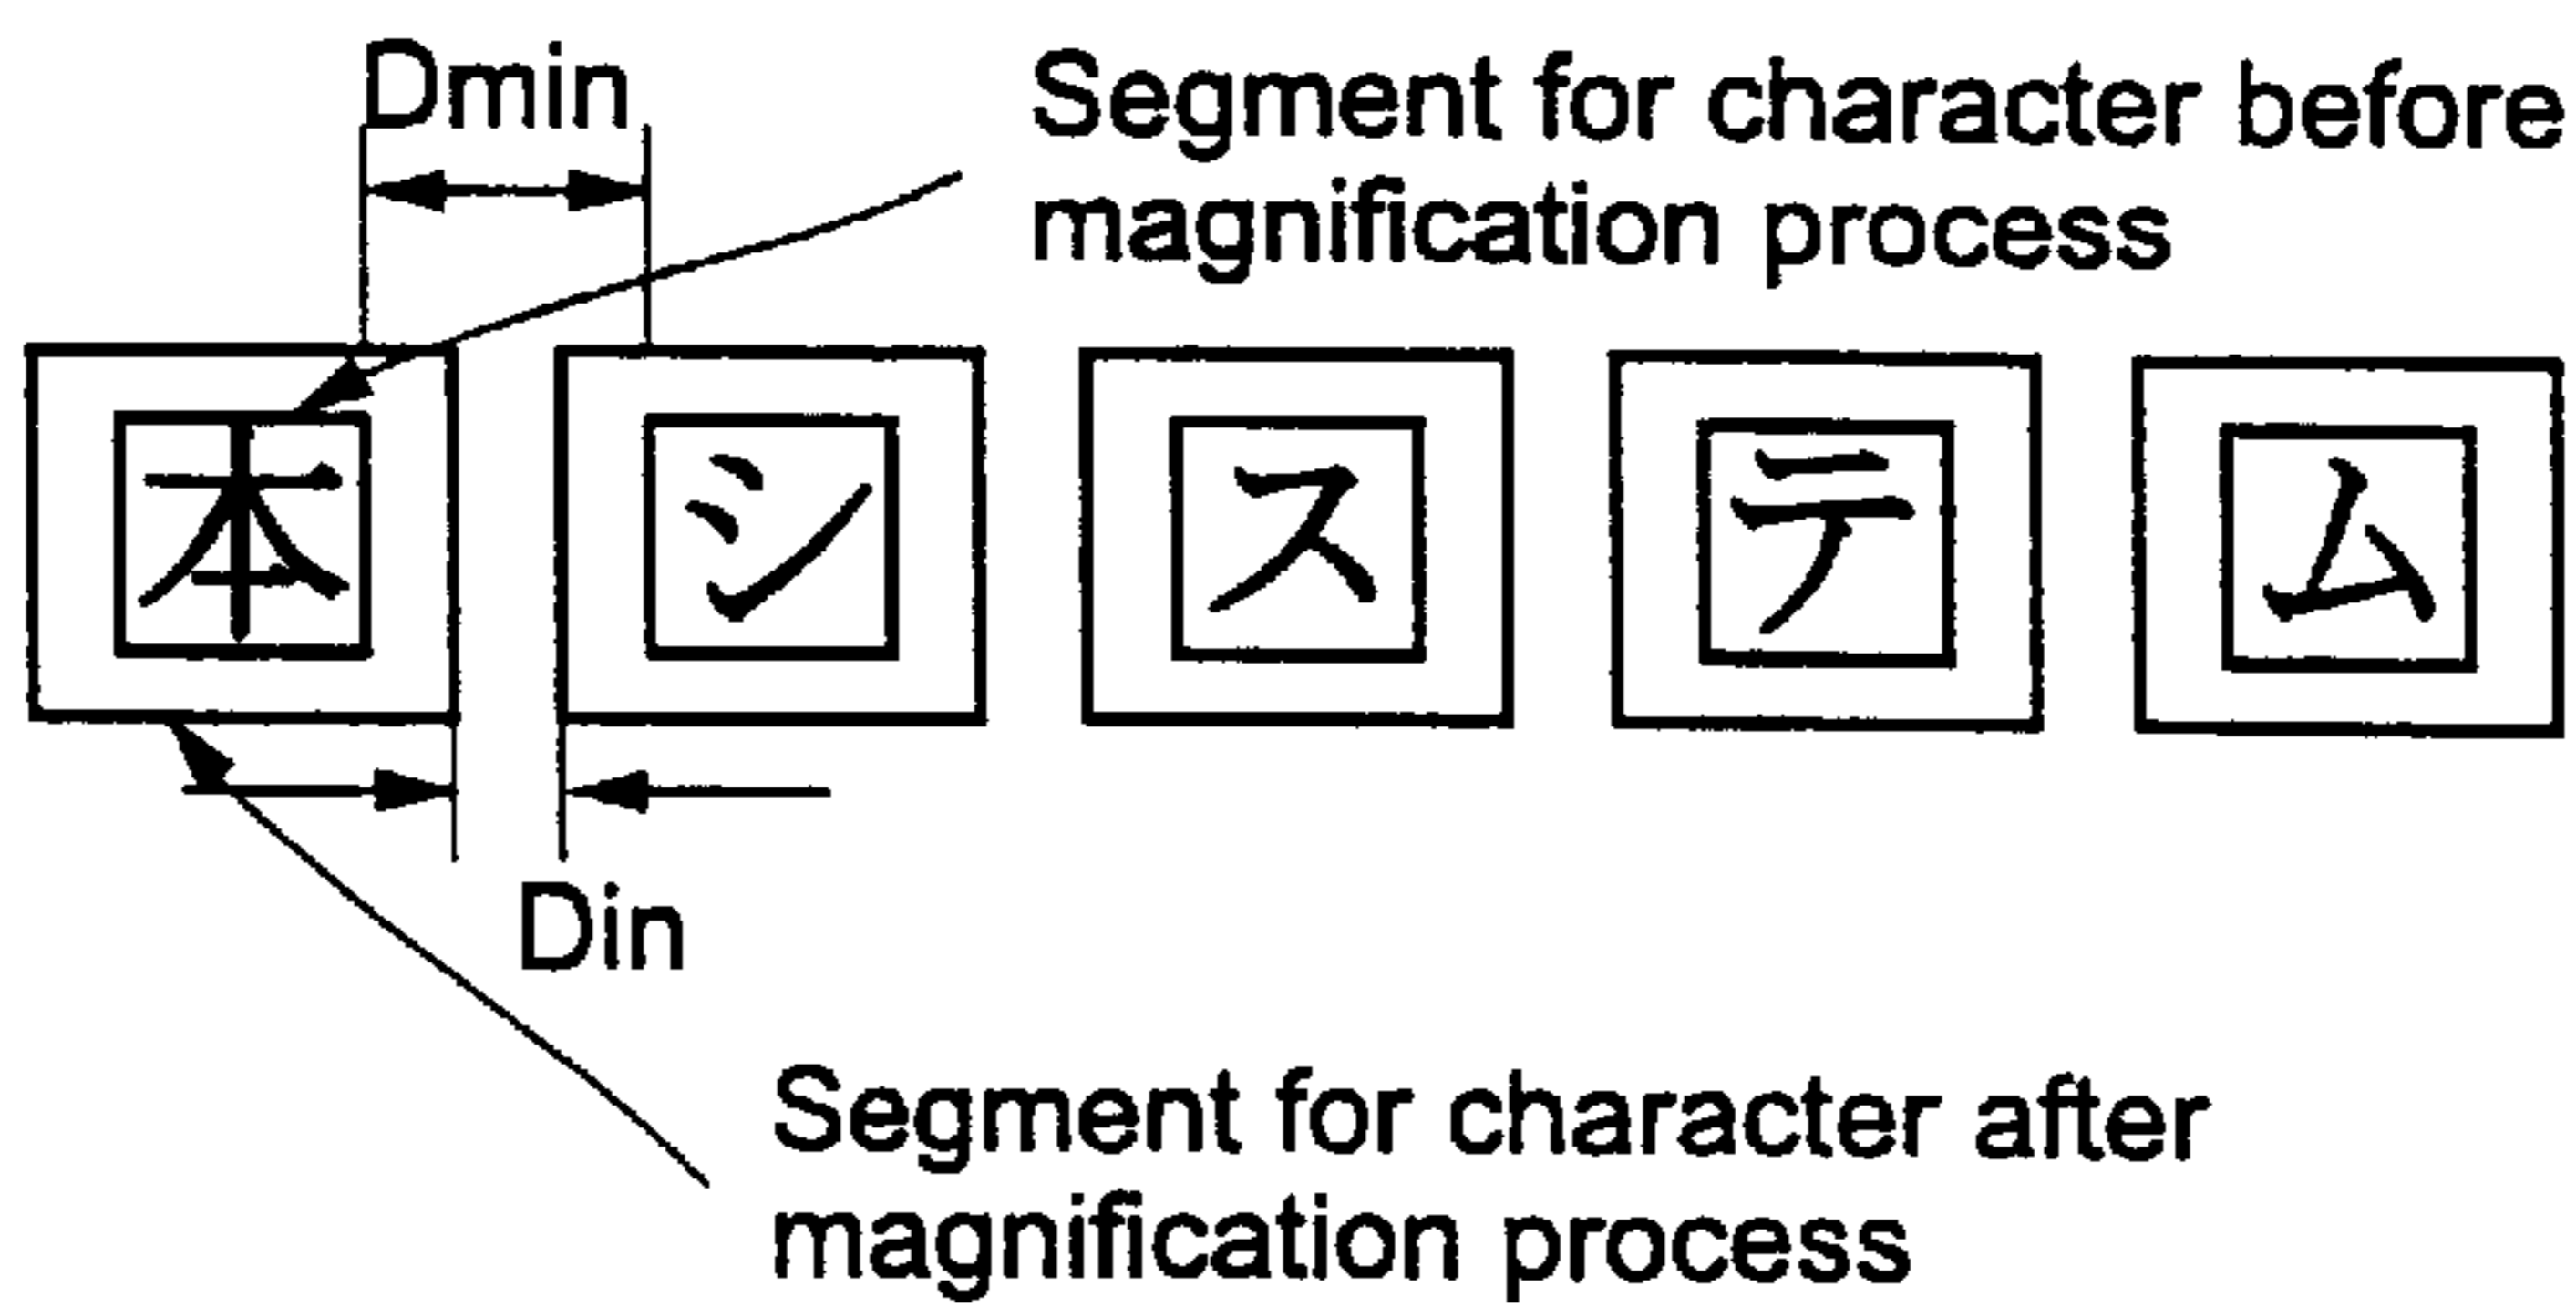 Dmin
Segment for character before
magnification process
本システム
Din
Segment for character after
magnification process